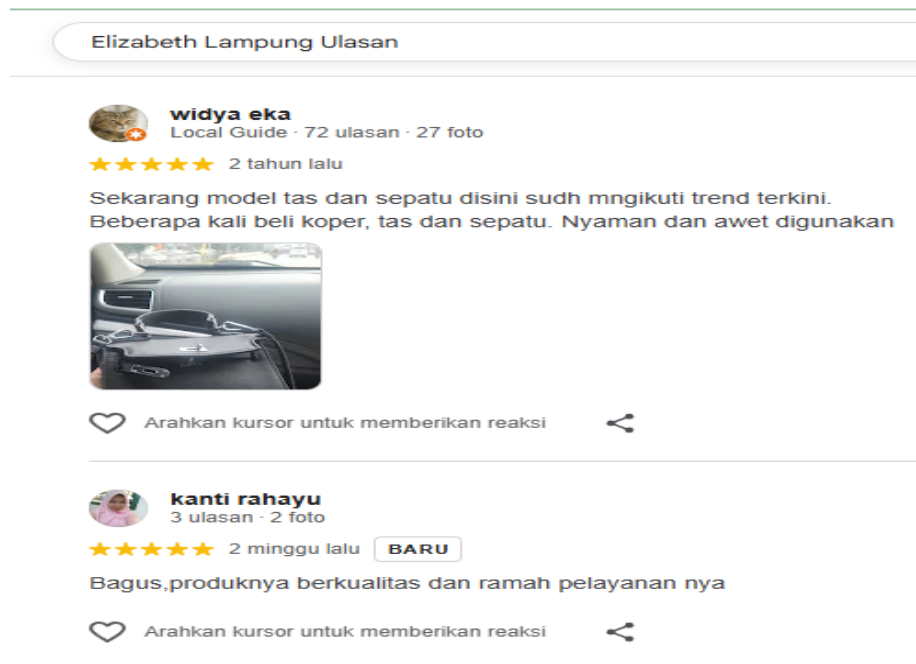 Elizabeth Lampung Ulasan
widya eka
Local Guide · 72 ulasan · 27 foto
2 tahun lalu
Sekarang model tas dan sepatu disini sudh mngikuti trend terkini.
Beberapa kali beli koper, tas dan sepatu. Nyaman dan awet digunakan
Arahkan kursor untuk memberikan reaksi
kanti rahayu
3 ulasan · 2 foto
2 minggu lalu BARU
Bagus,produknya berkualitas dan ramah pelayanan nya
Arahkan kursor untuk memberikan reaksi